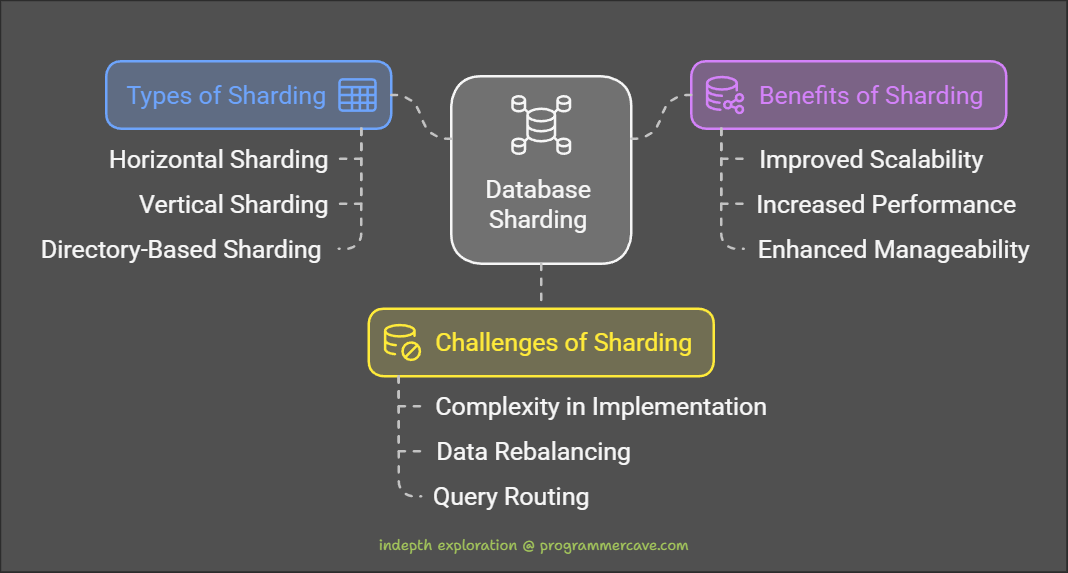 Types of Sharding
Horizontal Sharding
Vertical Sharding
Directory-Based Sharding
Database
Sharding
Benefits of Sharding
Improved Scalability
Increased Performance
Enhanced Manageability
Challenges of Sharding
Complexity in Implementation
Data Rebalancing
Query Routing
indepth exploration @ programmercave.com